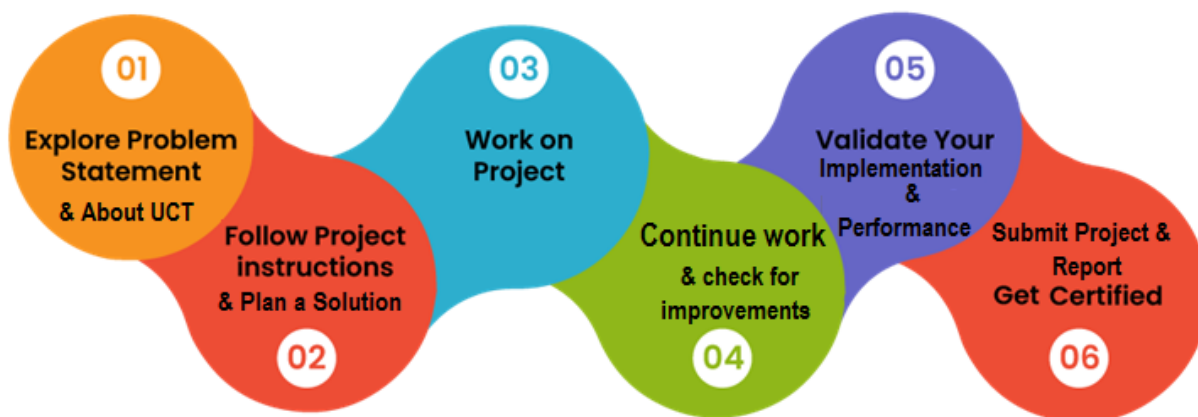 01
Explore Problem
Statement
& About UCT
Follow Project
instructions
& Plan a Solution
02
03
Work on
Project
Continue work
& check for
improvements
04
05
Validate Your
Implementation
&
Performance
Submit Project &
Report
Get Certified
06